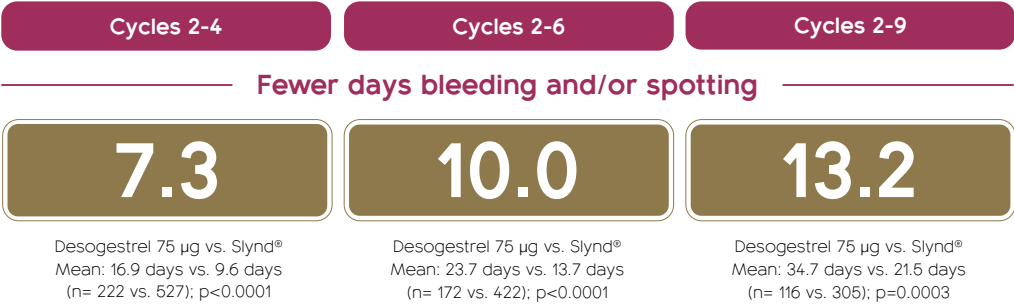 Cycles 2-4
Cycles 2-6
Cycles 2-9
Fewer days bleeding and/or spotting
7.3
10.0
13.2
Desogestrel 75 µg vs. Slynd®
Mean: 16.9 days vs. 9.6 days
(n= 222 vs. 527); p<0.0001
Desogestrel 75 µg vs. Slynd®
Mean: 23.7 days vs. 13.7 days
(n= 172 vs. 422); p<0.0001
Desogestrel 75 µg vs. Slynd®
Mean: 34.7 days vs. 21.5 days
(n= 116 vs. 305); p=0.0003